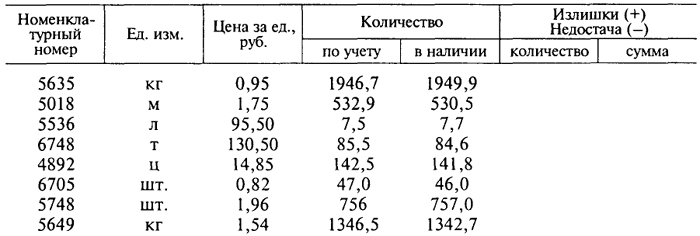 Номенкла-
турный
номер
Ед. изм.
Цена за ед.,
руб.
Количество
Излишки (+)
Недостача (–)
по учету
в наличии
количество
сумма
5635 кг 0,95 1946,7 1949,9
5018 м 1,75 532,9 530,5
5536 л 95,50 7,5 7,7
6748 т 130,50 85,5 84,6
4892 ц 14,85 142,5 141,8
6705 шт. 0,82 47,0 46,0
5748 шт. 1,96 756 757,0
5649 кг 1,54 1346,5 1342,7